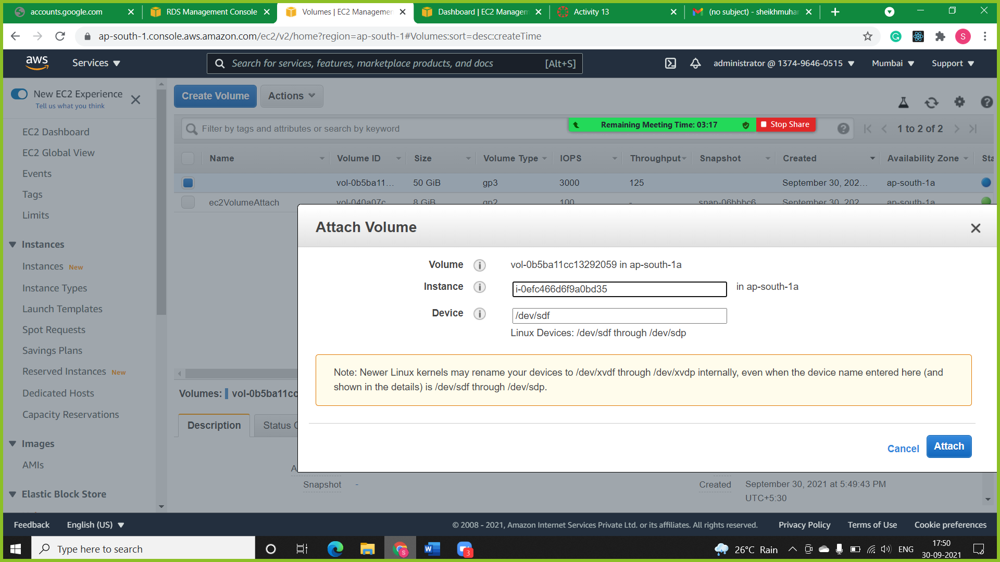 accounts.google.com
RDS Management Console
Volumes | EC2 Managemen
Dashboard | EC2 Managem
Activity 13
(no subject) - sheikhmuhar
ap-south-1.console.aws.amazon.com/ec2/v2/home?region=ap-south-1#Volumes:sort=desc:createTime
G
S
aws
Services
Search for services, features, marketplace products, and docs
[Alt+S]
administrator @ 1374-9646-0515
Mumbai
Support
New EC2 Experience
Tell us what you think
Create Volume
Actions
Filter by tags and attributes or search by keyword
Remaining Meeting Time: 03:17
Stop Share
1 to 2 of 2
EC2 Dashboard
EC2 Global View
Events
Tags
Limits
Instances
Instances New
Instance Types
Launch Templates
Spot Requests
Savings Plans
Reserved Instances New
Dedicated Hosts
Capacity Reservations
Images
AMIs
Elastic Block Store
Name Volume ID Size Volume Type IOPS Throughput Snapshot Created Availability Zone Sta
vol-0b5ba11... 50 GiB gp3 3000 125 September 30, 202... ap-south-1a
ec2VolumeAttach vol-040a07c 8 GiB gp2 100 - snap-06bbbc6 September 30, 202 ap-south-1a
Attach Volume
Volume i vol-0b5ba11cc13292059 in ap-south-1a
Instance i i-0efc466d6f9a0bd35 in ap-south-1a
Device i /dev/sdf
Linux Devices: /dev/sdf through /dev/sdp
Note: Newer Linux kernels may rename your devices to /dev/xvdf through /dev/xvdp internally, even when the device name entered here (and
shown in the details) is /dev/sdf through /dev/sdp.
Cancel
Attach
Volumes: vol-0b5ba11cc
Description
Status C
A
Snapshot -
Created September 30, 2021 at 5:49:43 PM
UTC+5:30
Feedback
English (US)
© 2008 - 2021, Amazon Internet Services Private Ltd. or its affiliates. All rights reserved.
Privacy Policy
Terms of Use
Cookie preferences
Type here to search
3
26°C Rain
ENG
17:50
30-09-2021